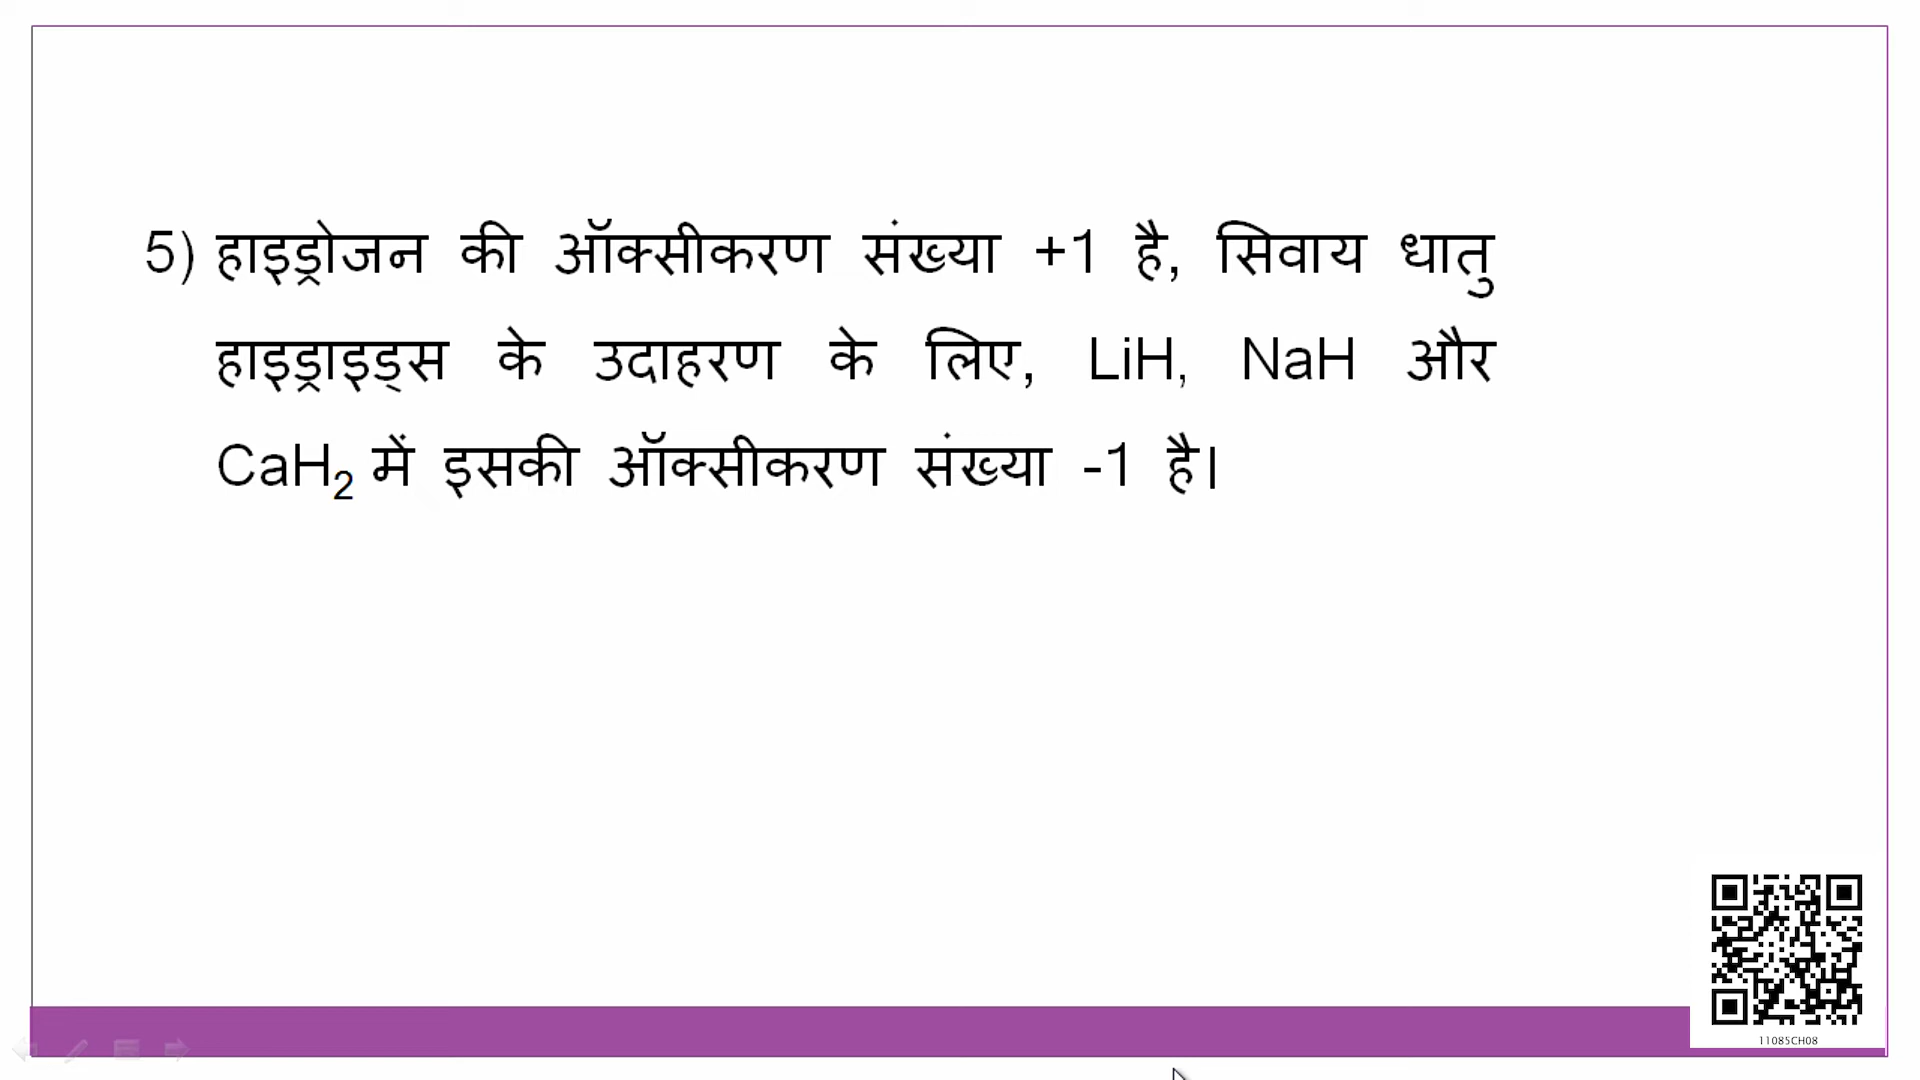 5) हाइड्रोजन की ऑक्सीकरण संख्या +1 है, सिवाय धातु
हाइड्राइड्स के उदाहरण के लिए, LiH, NaH और
CaH₂ में इसकी ऑक्सीकरण संख्या -1 है।
11085CH08